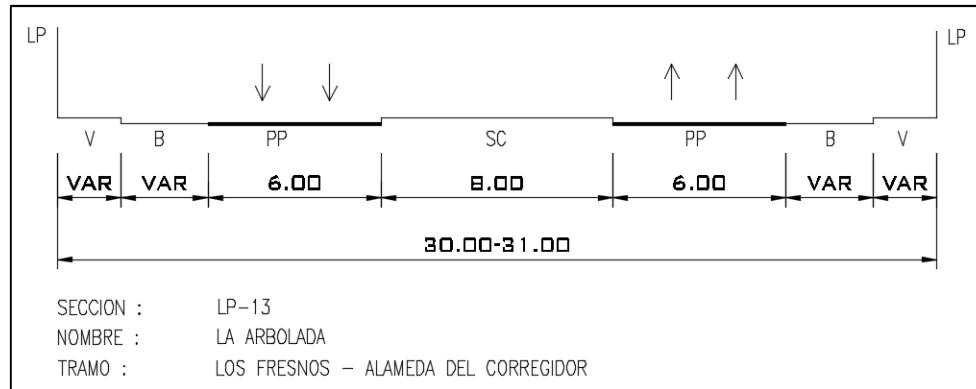 LP LP
V B PP SC PP B V
VAR VAR 6.00 8.00 6.00 VAR VAR
30.00-31.00
SECCION : LP-13
NOMBRE : LA ARBOLADA
TRAMO : LOS FRESNOS - ALAMEDA DEL CORREGIDOR